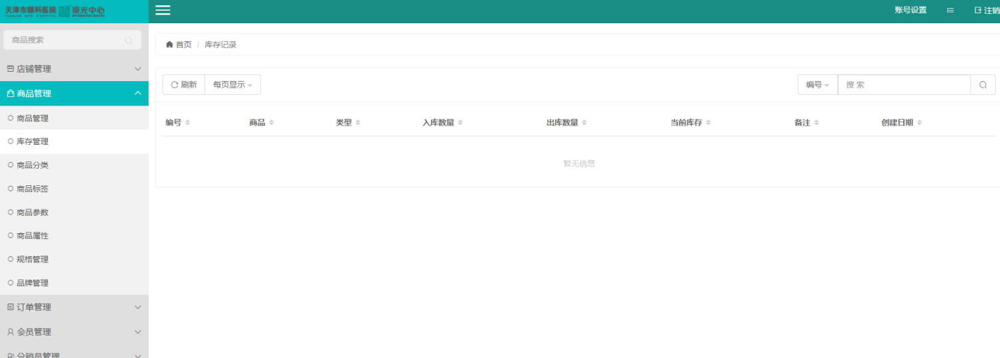 天津市眼科医院 视光中心
TIANJIN EYE HOSPITAL OPTOMETRIC CENTER
账号设置 注销
商品搜索
首页 / 库存记录
店铺管理
商品管理
商品管理
库存管理
商品分类
商品标签
商品参数
商品属性
规格管理
品牌管理
订单管理
会员管理
分销员管理
刷新 每页显示 编号 搜 索
编号 商品 类型 入库数量 出库数量 当前库存 备注 创建日期
暂无信息